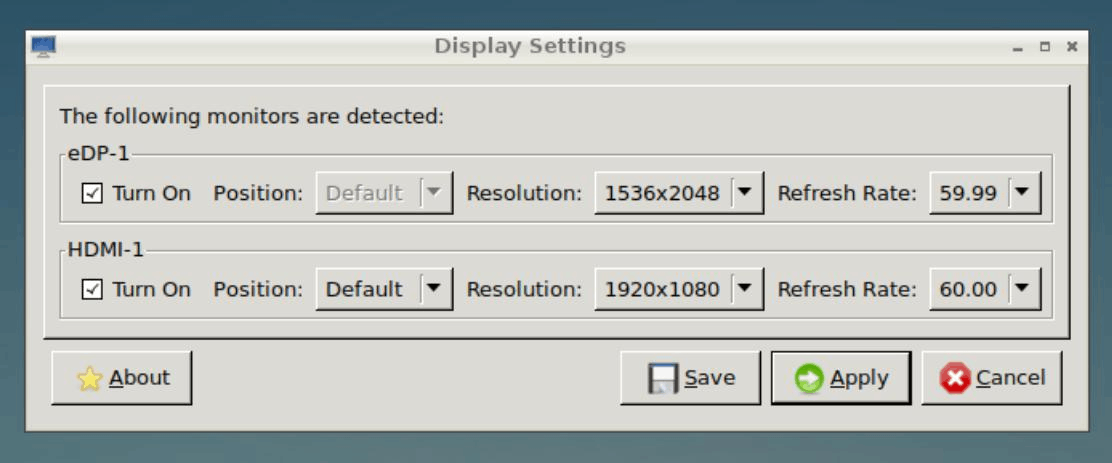 Display Settings
The following monitors are detected:
eDP-1
Turn On Position: Default Resolution: 1536x2048 Refresh Rate: 59.99
HDMI-1
Turn On Position: Default Resolution: 1920x1080 Refresh Rate: 60.00
About Save Apply Cancel